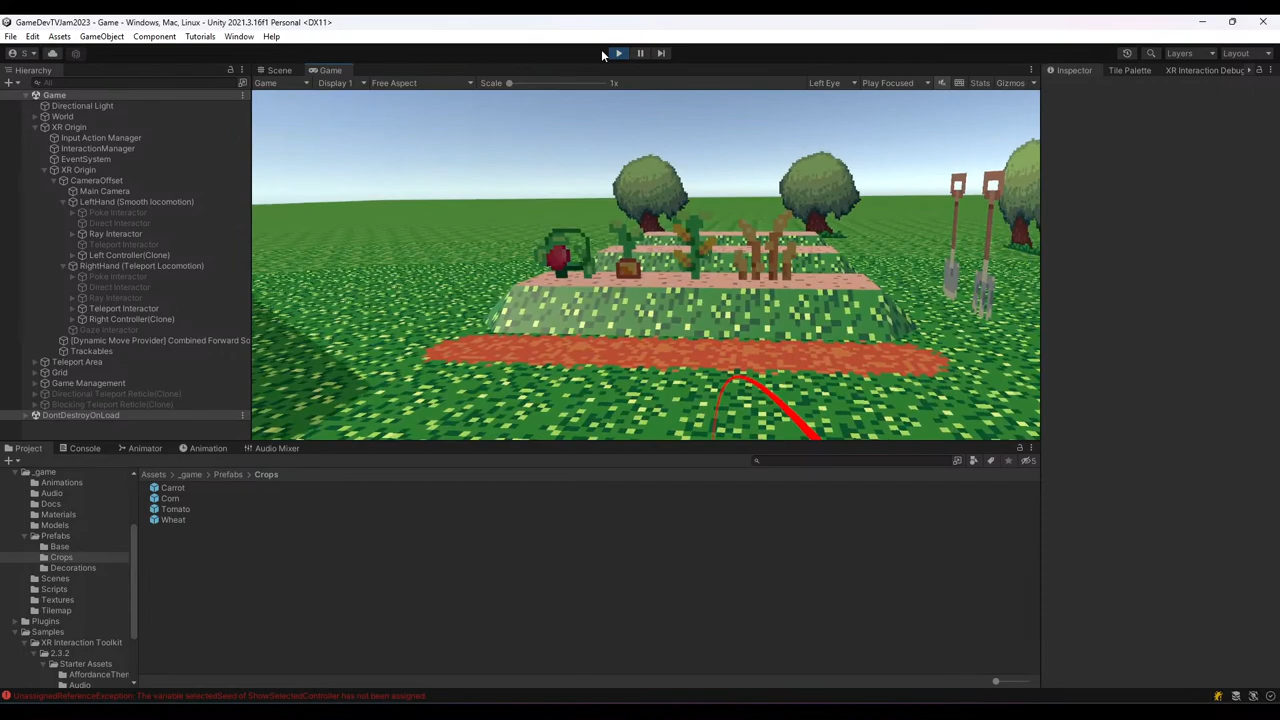 GameDevTVJam2023 - Game - Windows, Mac, Linux - Unity 2021.3.16f1 Personal <DX11>
File Edit Assets GameObject Component Tutorials Window Help
S Layers Layout
Hierarchy Scene Game Inspector Tile Palette XR Interaction Debug
All Game Display 1 Free Aspect Scale 1x Left Eye Play Focused Stats Gizmos
Game
Directional Light
World
XR Origin
Input Action Manager
InteractionManager
EventSystem
XR Origin
CameraOffset
Main Camera
LeftHand (Smooth locomotion)
Poke Interactor
Direct Interactor
Ray Interactor
Teleport Interactor
Left Controller(Clone)
RightHand (Teleport Locomotion)
Poke Interactor
Direct Interactor
Ray Interactor
Teleport Interactor
Right Controller(Clone)
Gaze Interactor
[Dynamic Move Provider] Combined Forward So
Trackables
Teleport Area
Grid
Game Management
Directional Teleport Reticle(Clone)
Blocking Teleport Reticle(Clone)
DontDestroyOnLoad
Project Console Animator Animation Audio Mixer
5
_game
Animations
Audio
Docs
Materials
Models
Prefabs
Base
Crops
Decorations
Scenes
Scripts
Textures
Tilemap
Plugins
Samples
XR Interaction Toolkit
2.3.2
Starter Assets
AffordanceThem
Audio
Assets > _game > Prefabs > Crops
Carrot
Corn
Tomato
Wheat
UnassignedReferenceException: The variable selectedSeed of ShowSelectedController has not been assigned.